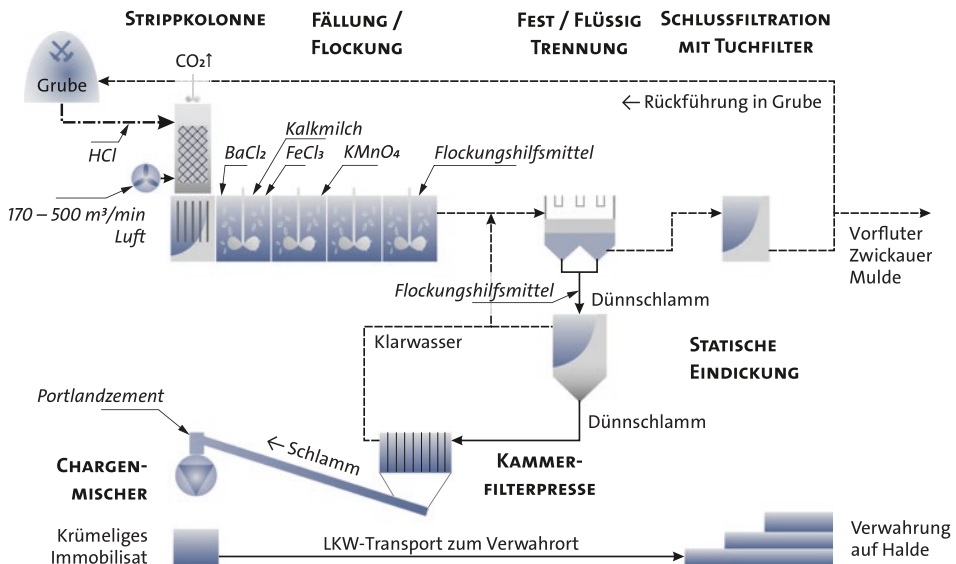 STRIPPKOLONNE
FÄLLUNG /
FLOCKUNG
FEST / FLÜSSIG
TRENNUNG
SCHLUSSFILTRATION
MIT TUCHFILTER
CO₂↑
Grube
← Rückführung in Grube
HCl
BaCl₂
Kalkmilch
FeCl₃
KMnO₄
Flockungshilfsmittel
170 – 500 m³/min
Luft
Vorfluter
Zwickauer
Mulde
Flockungshilfsmittel
Dünnschlamm
Klarwasser
STATISCHE
EINDICKUNG
Portlandzement
Dünnschlamm
← Schlamm
CHARGEN-
MISCHER
KAMMER-
FILTERPRESSE
Krümeliges
Immobilisat
LKW-Transport zum Verwahrort
Verwahrung
auf Halde